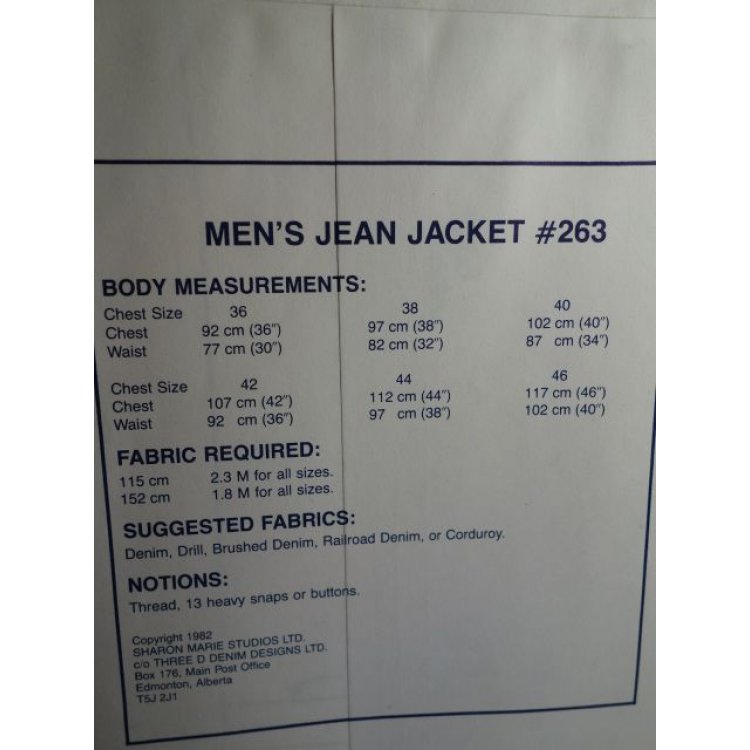 MEN'S JEAN JACKET #263
BODY MEASUREMENTS:
Chest Size 36 38 40
Chest 92 cm (36") 97 cm (38") 102 cm (40")
Waist 77 cm (30") 82 cm (32") 87 cm (34")
Chest Size 42 44 46
Chest 107 cm (42") 112 cm (44") 117 cm (46")
Waist 92 cm (36") 97 cm (38") 102 cm (40")
FABRIC REQUIRED:
115 cm 2.3 M for all sizes.
152 cm 1.8 M for all sizes.
SUGGESTED FABRICS:
Denim, Drill, Brushed Denim, Railroad Denim, or Corduroy.
NOTIONS:
Thread, 13 heavy snaps or buttons.
Copyright 1982
SHARON MARIE STUDIOS LTD.
c/o THREE D DENIM DESIGNS LTD.
Box 176, Main Post Office
Edmonton, Alberta
T5J 2J1